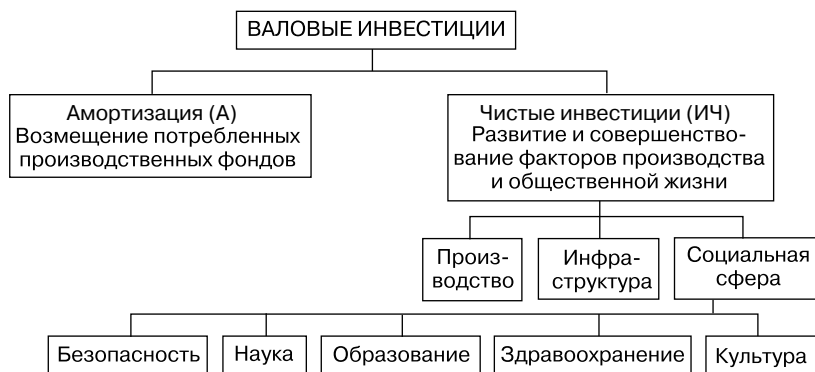 ВАЛОВЫЕ ИНВЕСТИЦИИ
Амортизация (А)
Возмещение потребленных
производственных фондов
Чистые инвестиции (ИЧ)
Развитие и совершенство-
вание факторов производства
и общественной жизни
Произ-
водство
Инфра-
структура
Социальная
сфера
Безопасность
Наука
Образование
Здравоохранение
Культура